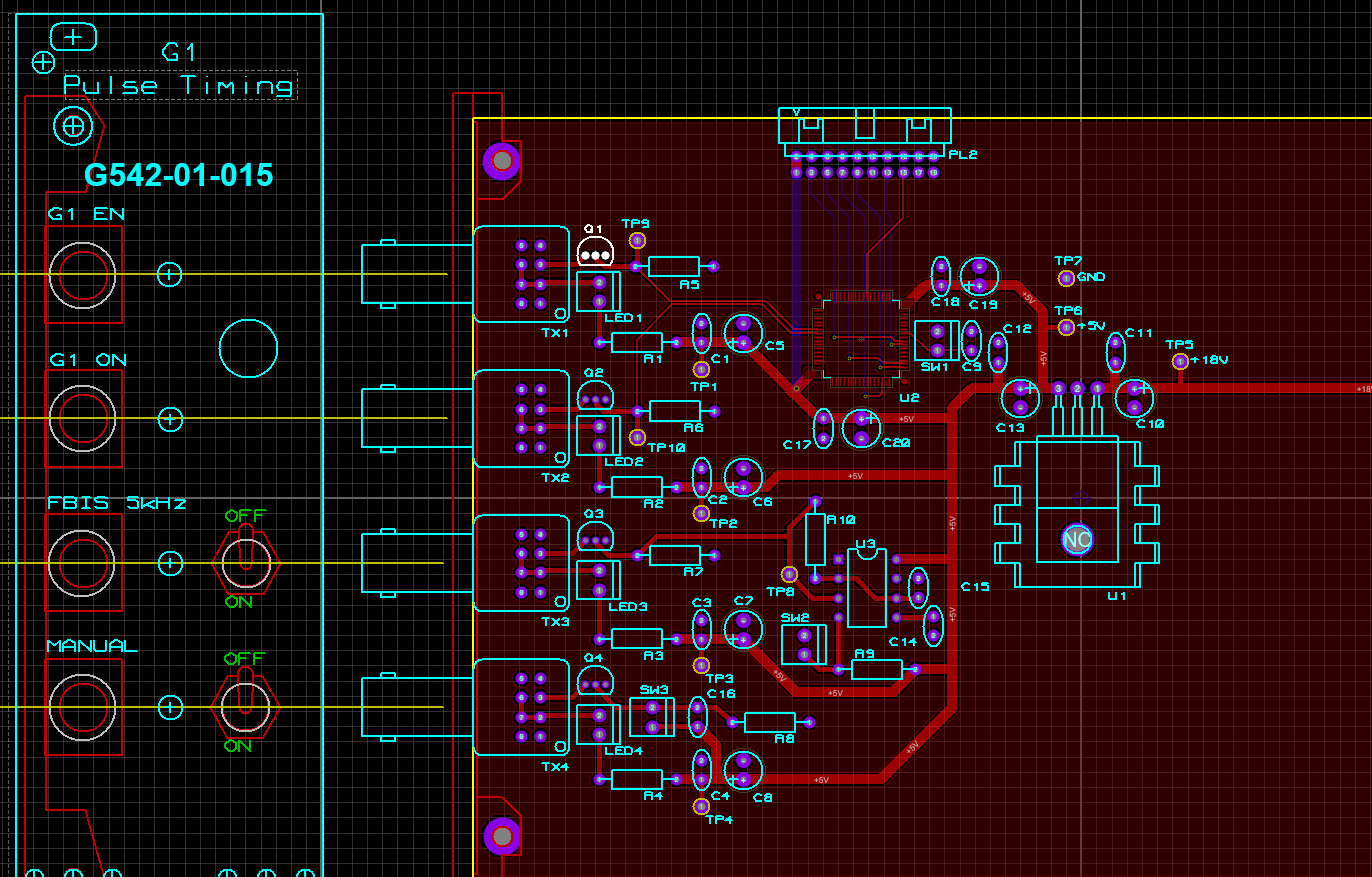 G1
Pulse Timing
G542-01-015
G1 EN
G1 ON
FBIS 5kHz
OFF
ON
MANUAL
OFF
ON
PL2
Q1
TP9
R5
LED1
TX1
R1
C1
C5
TP1
Q2
R6
LED2
TP10
TX2
R2
C2
C6
TP2
Q3
R7
LED3
TX3
R3
C3
C7
TP3
Q4
SW3
C16
LED4
TX4
R8
R4
C4
C8
TP4
U2
C17
C20
C18
C19
SW1
C9
C12
C13
TP7
GND
TP6
+5V
C11
TP5
+18V
C10
U1
NC
R10
U3
TP8
SW2
C15
C14
R9
+5V
+5V
+5V
+5V
+5V
+5V
+5V
+5V
+5V
+5V
+18V